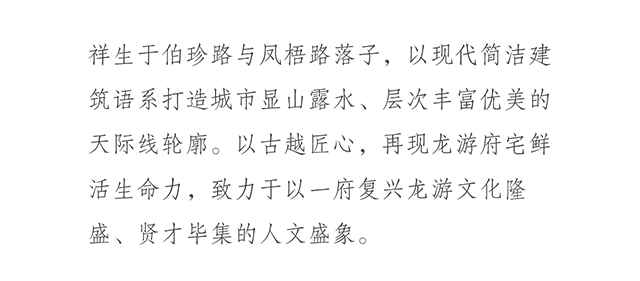 祥生于伯珍路与凤梧路落子，以现代简洁建
筑语系打造城市显山露水、层次丰富优美的
天际线轮廓。以古越匠心，再现龙游府宅鲜
活生命力，致力于以一府复兴龙游文化隆
盛、贤才毕集的人文盛象。